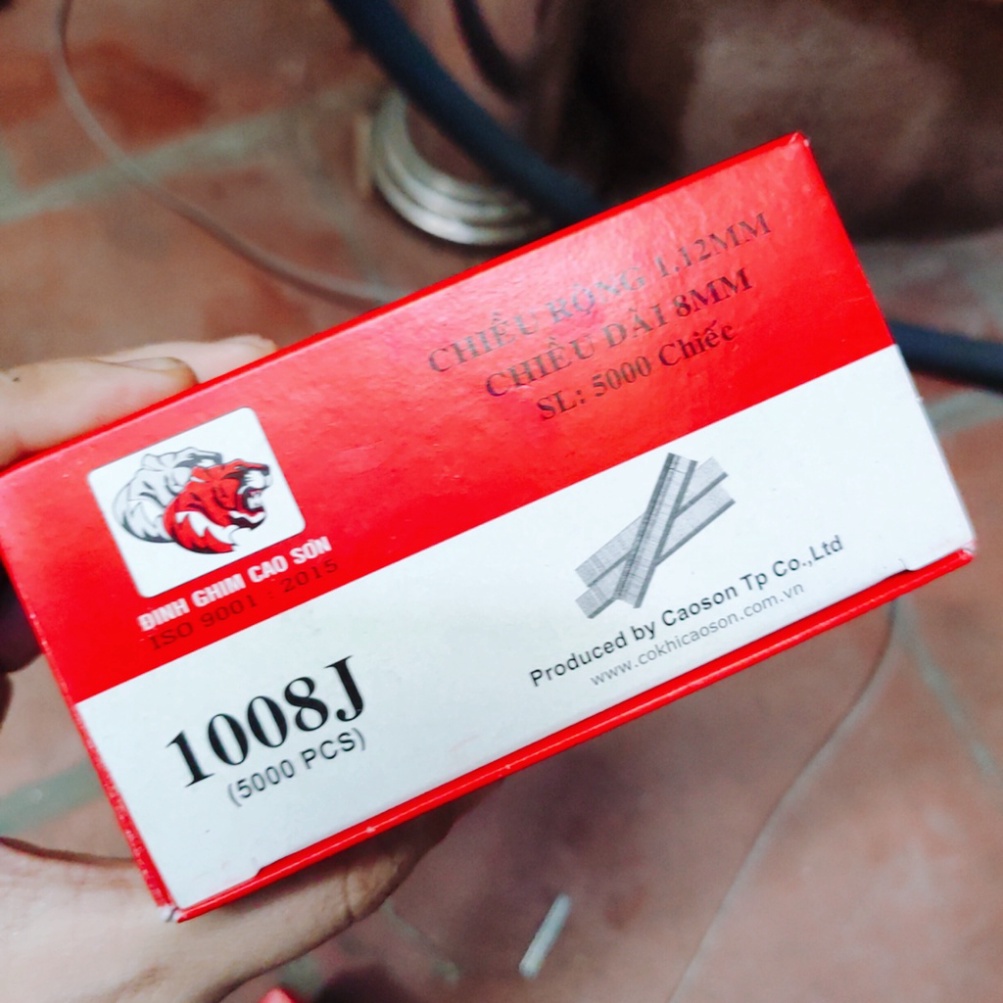 CHIỀU RỘNG 1,12MM
CHIỀU DÀI 8MM
SL: 5000 Chiếc
ĐINH GHIM CAO SƠN
ISO 9001 : 2015
1008J
(5000 PCS)
Produced by Caoson Tp Co.,Ltd
www.cokhicaoson.com.vn